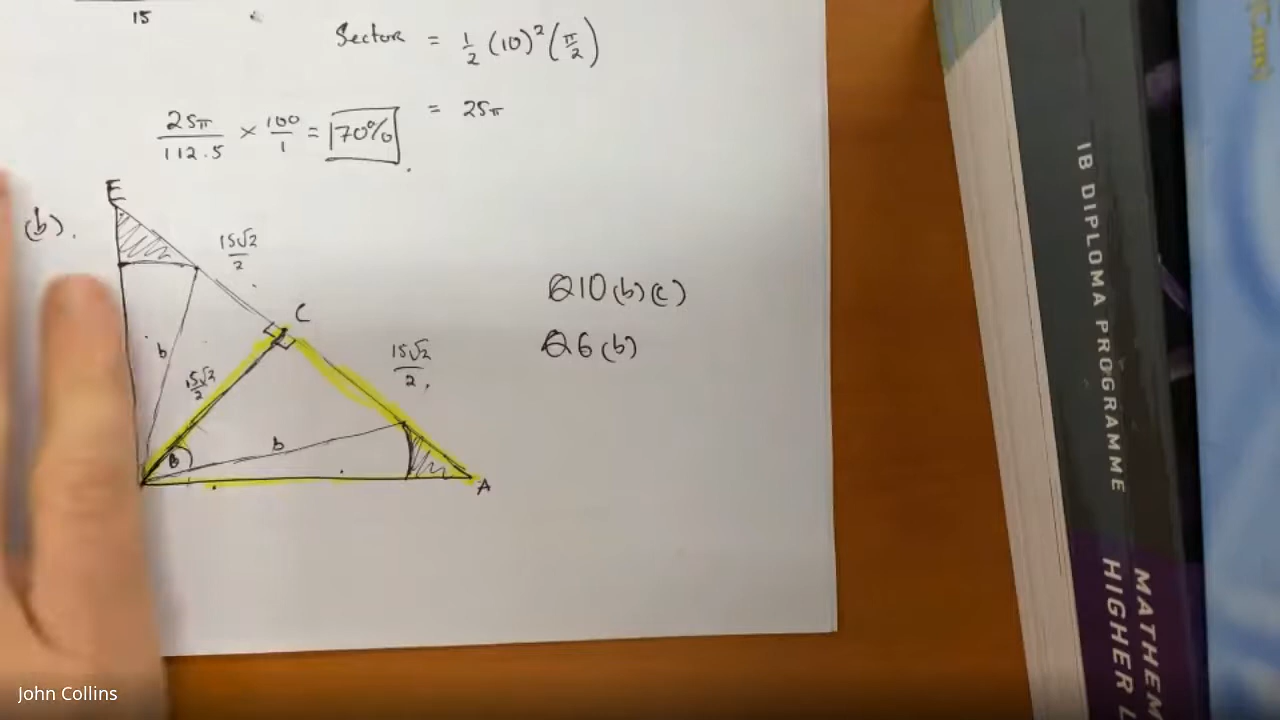 15
Sector = 1/2 (10)² (π/2)
= 25π
25π/112.5 × 100/1 = 70%
(b).
E
15√2/2
C
15√2/2
15√2/2
b
b
θ
A
Q10 (b) (c)
Q6 (b)
IB DIPLOMA PROGRAMME
MATHEM
HIGHER L
John Collins